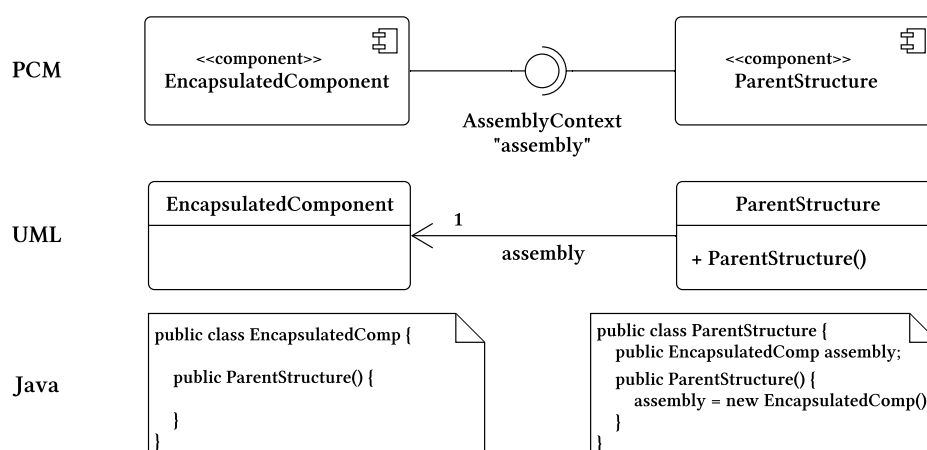 PCM
<<component>>
EncapsulatedComponent
AssemblyContext
"assembly"
<<component>>
ParentStructure
UML
EncapsulatedComponent
1
assembly
ParentStructure
+ ParentStructure()
Java
public class EncapsulatedComp {
public ParentStructure() {
}
}
public class ParentStructure {
public EncapsulatedComp assembly;
public ParentStructure() {
assembly = new EncapsulatedComp()
}
}